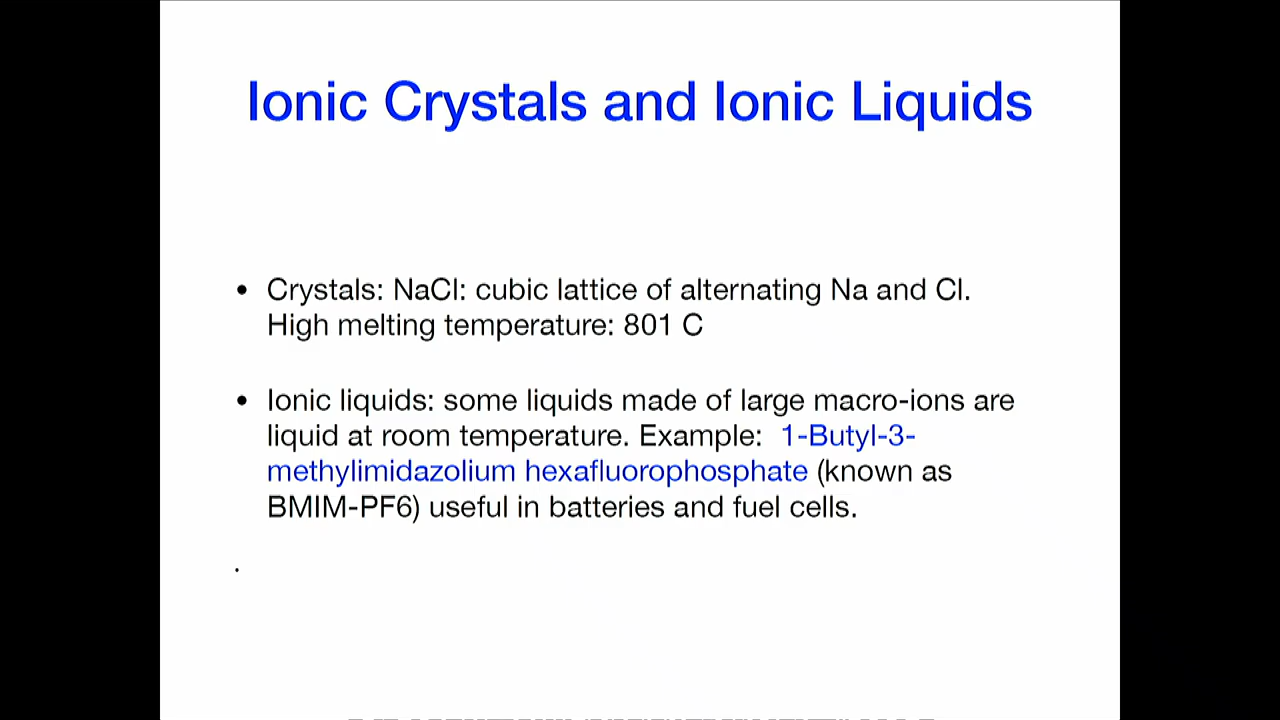 Ionic Crystals and Ionic Liquids
• Crystals: NaCl: cubic lattice of alternating Na and Cl.
High melting temperature: 801 C
• Ionic liquids: some liquids made of large macro-ions are
liquid at room temperature. Example: 1-Butyl-3-
methylimidazolium hexafluorophosphate (known as
BMIM-PF6) useful in batteries and fuel cells.
.